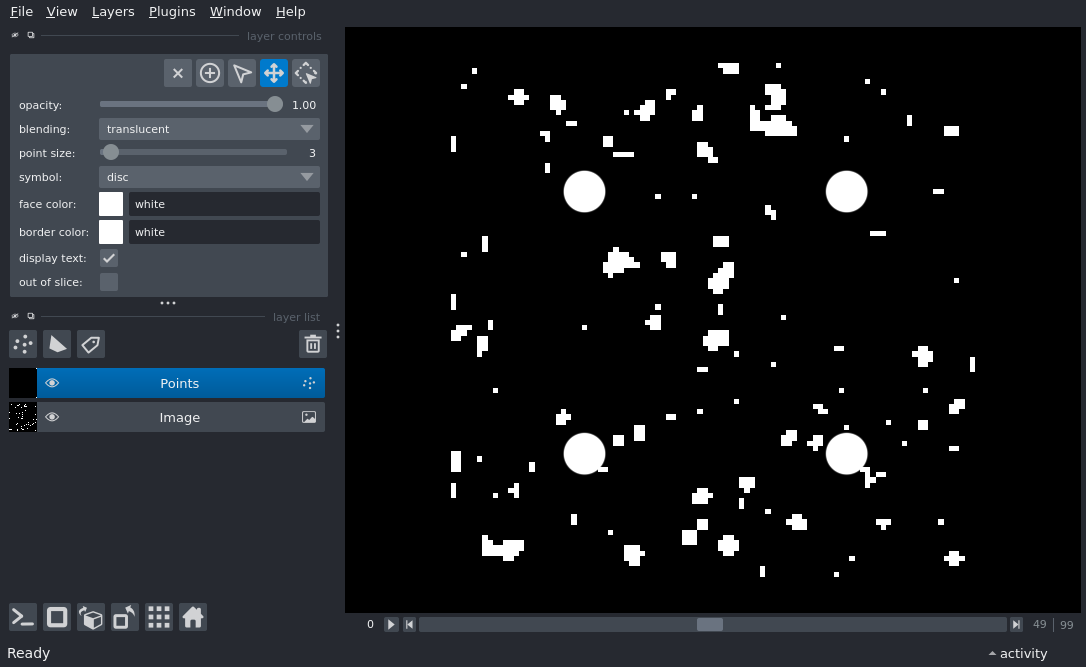 File View Layers Plugins Window Help
layer controls
opacity: 1.00
blending: translucent
point size: 3
symbol: disc
face color: white
border color: white
display text:
out of slice:
layer list
Points
Image
0 49 | 99
Ready activity